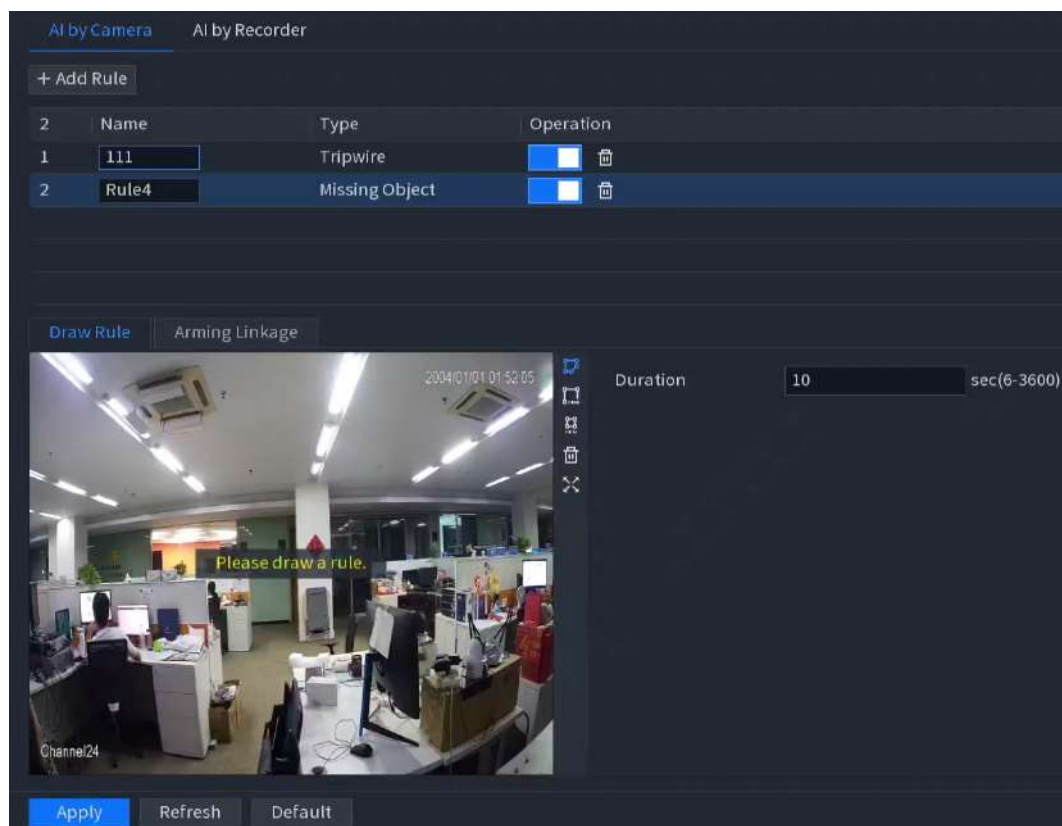 AI by Camera AI by Recorder
+ Add Rule
2 Name Type Operation
1 111 Tripwire
2 Rule4 Missing Object
Draw Rule Arming Linkage
2004/01/01 01:52:05
Duration 10 sec(6-3600)
Please draw a rule.
Channel24
Apply Refresh Default